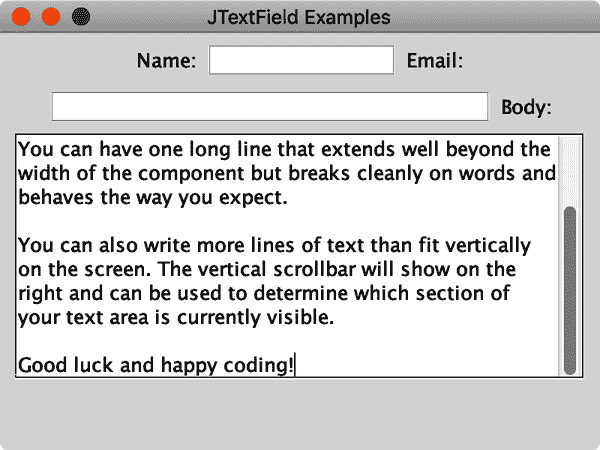 JTextField Examples
Name: Email:
Body:
You can have one long line that extends well beyond the
width of the component but breaks cleanly on words and
behaves the way you expect.
You can also write more lines of text than fit vertically
on the screen. The vertical scrollbar will show on the
right and can be used to determine which section of
your text area is currently visible.
Good luck and happy coding!